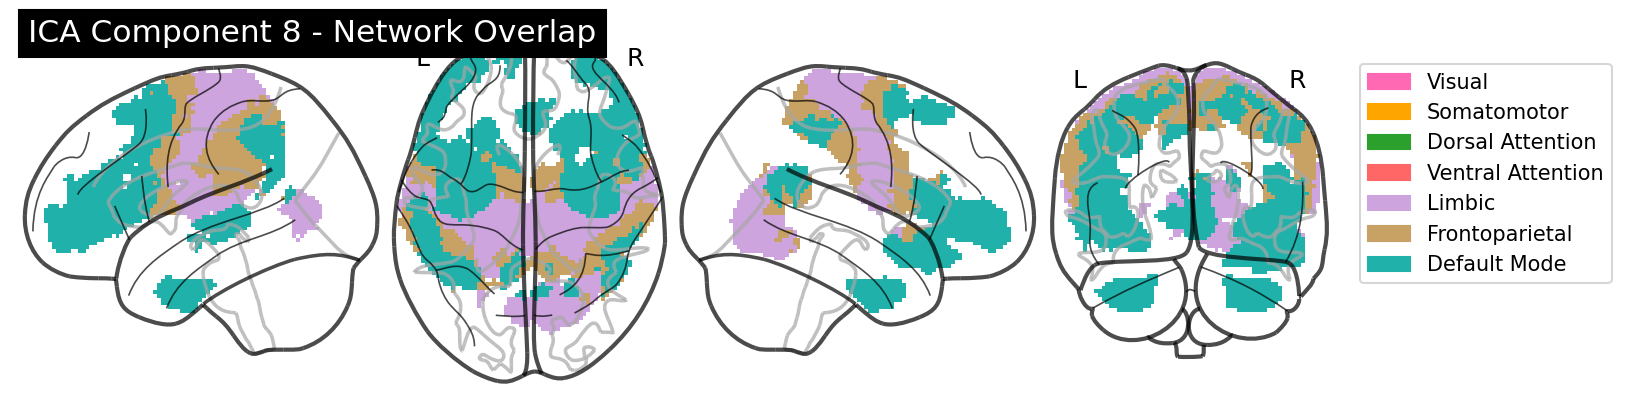 ICA Component 8 - Network Overlap
L
R
L
R
Visual
Somatomotor
Dorsal Attention
Ventral Attention
Limbic
Frontoparietal
Default Mode